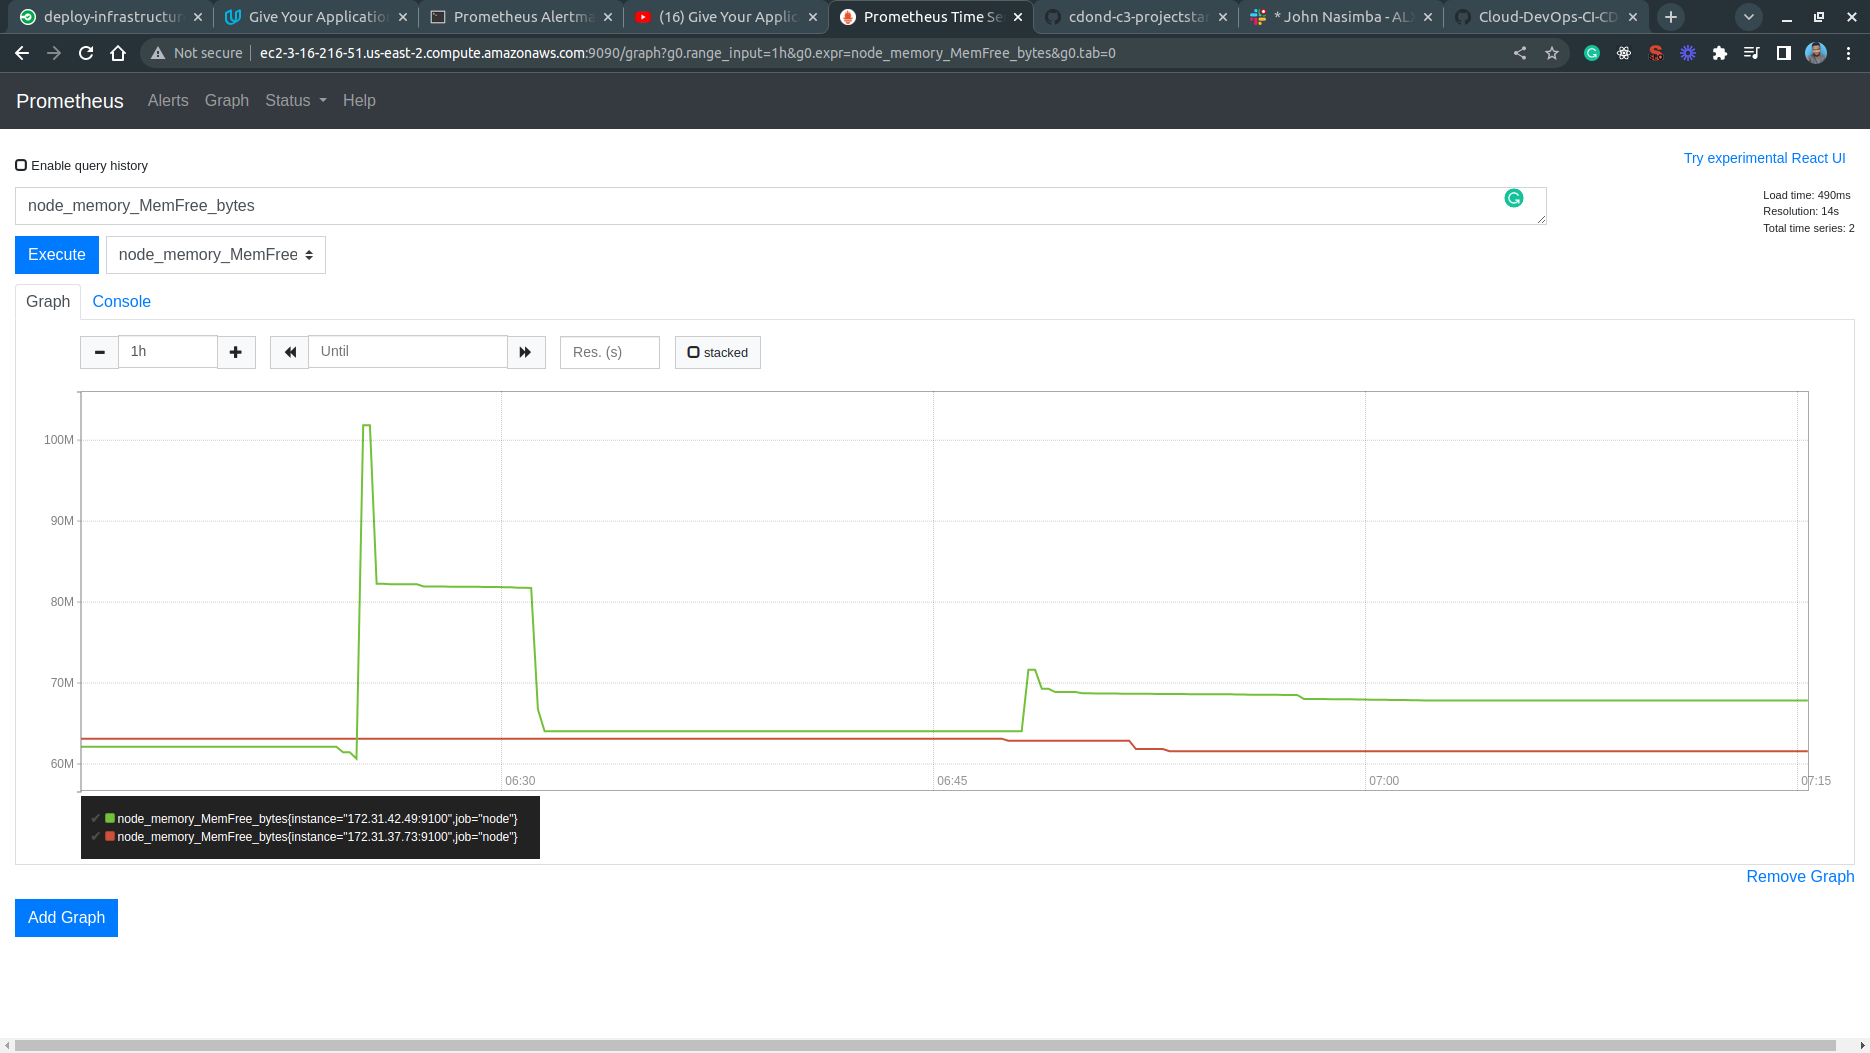 deploy-infrastructur
Give Your Application
Prometheus Alertma
(16) Give Your Applic
Prometheus Time Se
cdond-c3-projectstar
* John Nasimba - AL
Cloud-DevOps-CI-CD
Not secure
ec2-3-16-216-51.us-east-2.compute.amazonaws.com:9090/graph?g0.range_input=1h&g0.expr=node_memory_MemFree_bytes&g0.tab=0
Prometheus Alerts Graph Status Help
Enable query history
Try experimental React UI
node_memory_MemFree_bytes
Load time: 490ms
Resolution: 14s
Total time series: 2
Execute
node_memory_MemFree
Graph Console
1h
Until
Res. (s)
stacked
100M
90M
80M
70M
60M
06:30 06:45 07:00 07:15
node_memory_MemFree_bytes{instance="172.31.42.49:9100",job="node"}
node_memory_MemFree_bytes{instance="172.31.37.73:9100",job="node"}
Remove Graph
Add Graph